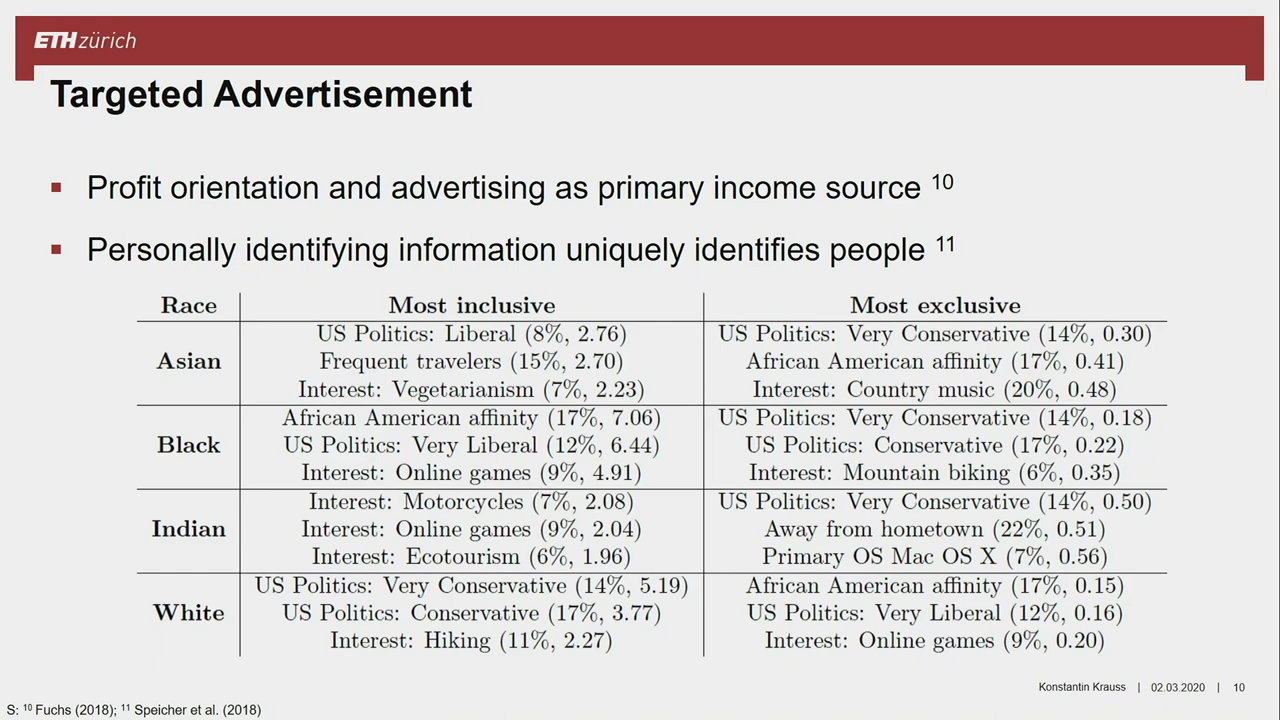 ETH zürich
Targeted Advertisement
▪ Profit orientation and advertising as primary income source 10
▪ Personally identifying information uniquely identifies people 11
Race Most inclusive Most exclusive
Asian
US Politics: Liberal (8%, 2.76) US Politics: Very Conservative (14%, 0.30)
Frequent travelers (15%, 2.70) African American affinity (17%, 0.41)
Interest: Vegetarianism (7%, 2.23) Interest: Country music (20%, 0.48)
Black
African American affinity (17%, 7.06) US Politics: Very Conservative (14%, 0.18)
US Politics: Very Liberal (12%, 6.44) US Politics: Conservative (17%, 0.22)
Interest: Online games (9%, 4.91) Interest: Mountain biking (6%, 0.35)
Indian
Interest: Motorcycles (7%, 2.08) US Politics: Very Conservative (14%, 0.50)
Interest: Online games (9%, 2.04) Away from hometown (22%, 0.51)
Interest: Ecotourism (6%, 1.96) Primary OS Mac OS X (7%, 0.56)
White
US Politics: Very Conservative (14%, 5.19) African American affinity (17%, 0.15)
US Politics: Conservative (17%, 3.77) US Politics: Very Liberal (12%, 0.16)
Interest: Hiking (11%, 2.27) Interest: Online games (9%, 0.20)
Konstantin Krauss | 02.03.2020 | 10
S: 10 Fuchs (2018); 11 Speicher et al. (2018)